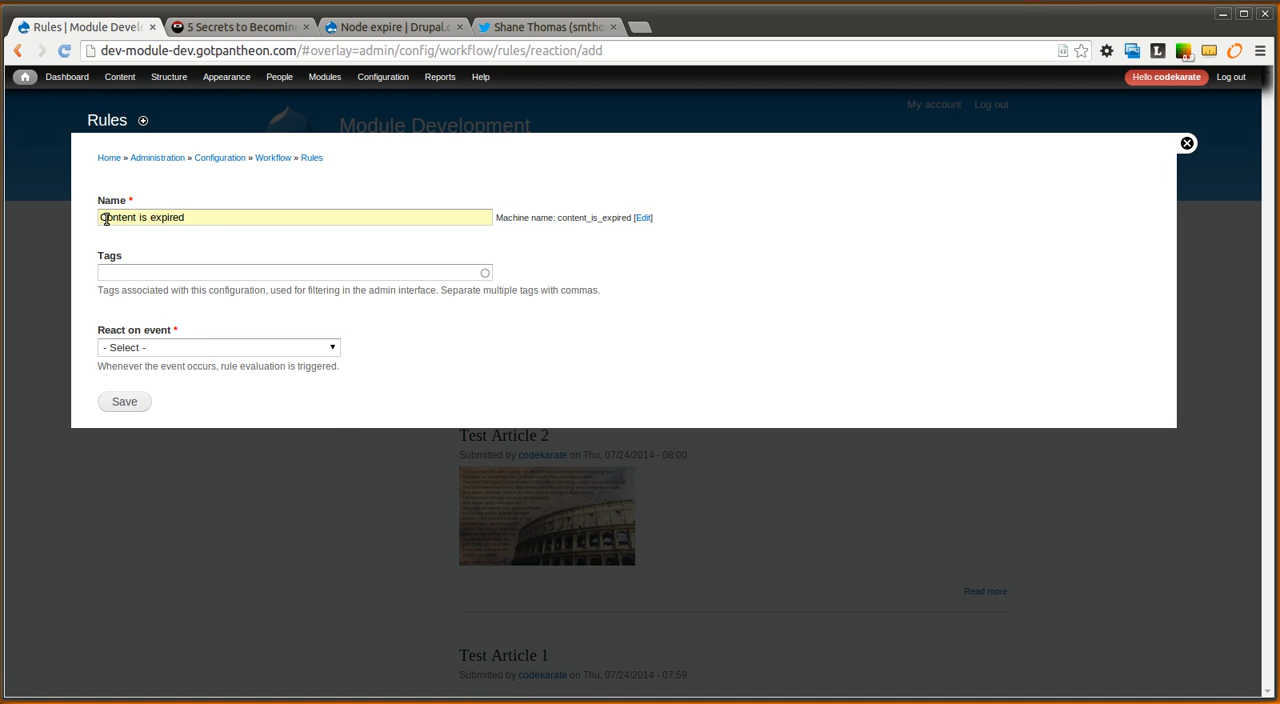 Rules | Module Devel
5 Secrets to Becomin
Node expire | Drupal.
Shane Thomas (smtho
dev-module-dev.gotpantheon.com/#overlay=admin/config/workflow/rules/reaction/add
Dashboard Content Structure Appearance People Modules Configuration Reports Help Hello codekarate Log out
My account Log out
Rules
Module Development
Home » Administration » Configuration » Workflow » Rules
Name *
Content is expired Machine name: content_is_expired [Edit]
Tags
Tags associated with this configuration, used for filtering in the admin interface. Separate multiple tags with commas.
React on event *
- Select -
Whenever the event occurs, rule evaluation is triggered.
Save
Test Article 2
Submitted by codekarate on Thu, 07/24/2014 - 08:00
Read more
Test Article 1
Submitted by codekarate on Thu, 07/24/2014 - 07:59